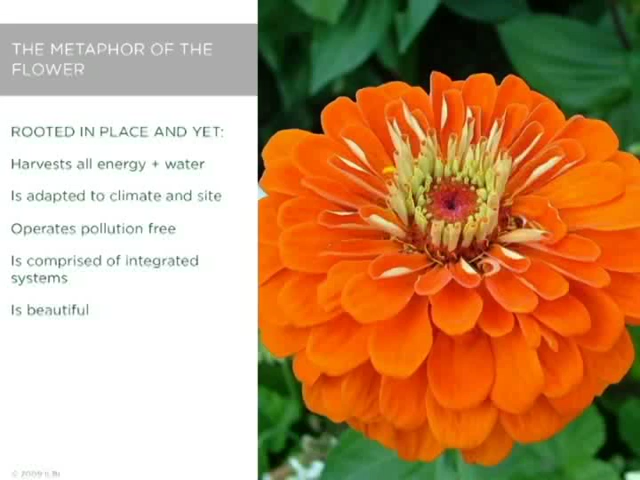 THE METAPHOR OF THE
FLOWER
ROOTED IN PLACE AND YET:
Harvests all energy + water
Is adapted to climate and site
Operates pollution free
Is comprised of integrated
systems
Is beautiful
© 2009